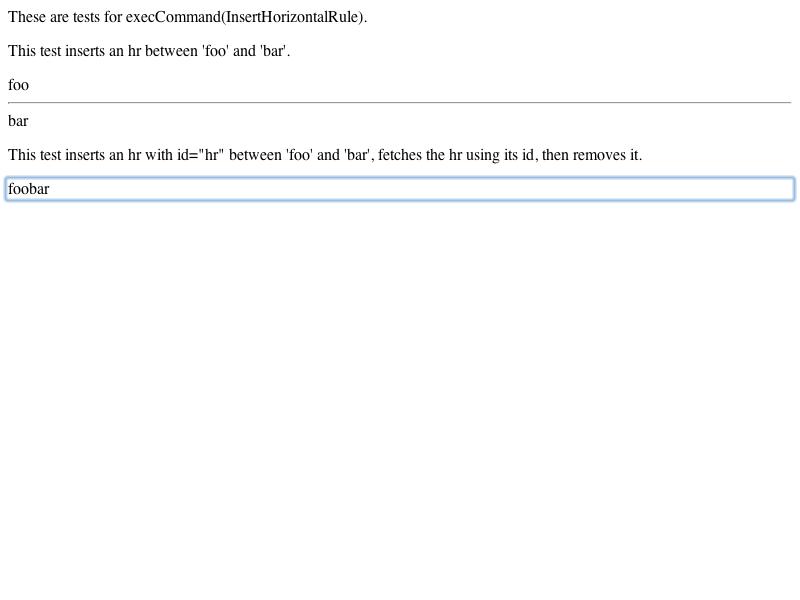 These are tests for execCommand(InsertHorizontalRule).
This test inserts an hr between 'foo' and 'bar'.
foo
bar
This test inserts an hr with id="hr" between 'foo' and 'bar', fetches the hr using its id, then removes it.
foobar